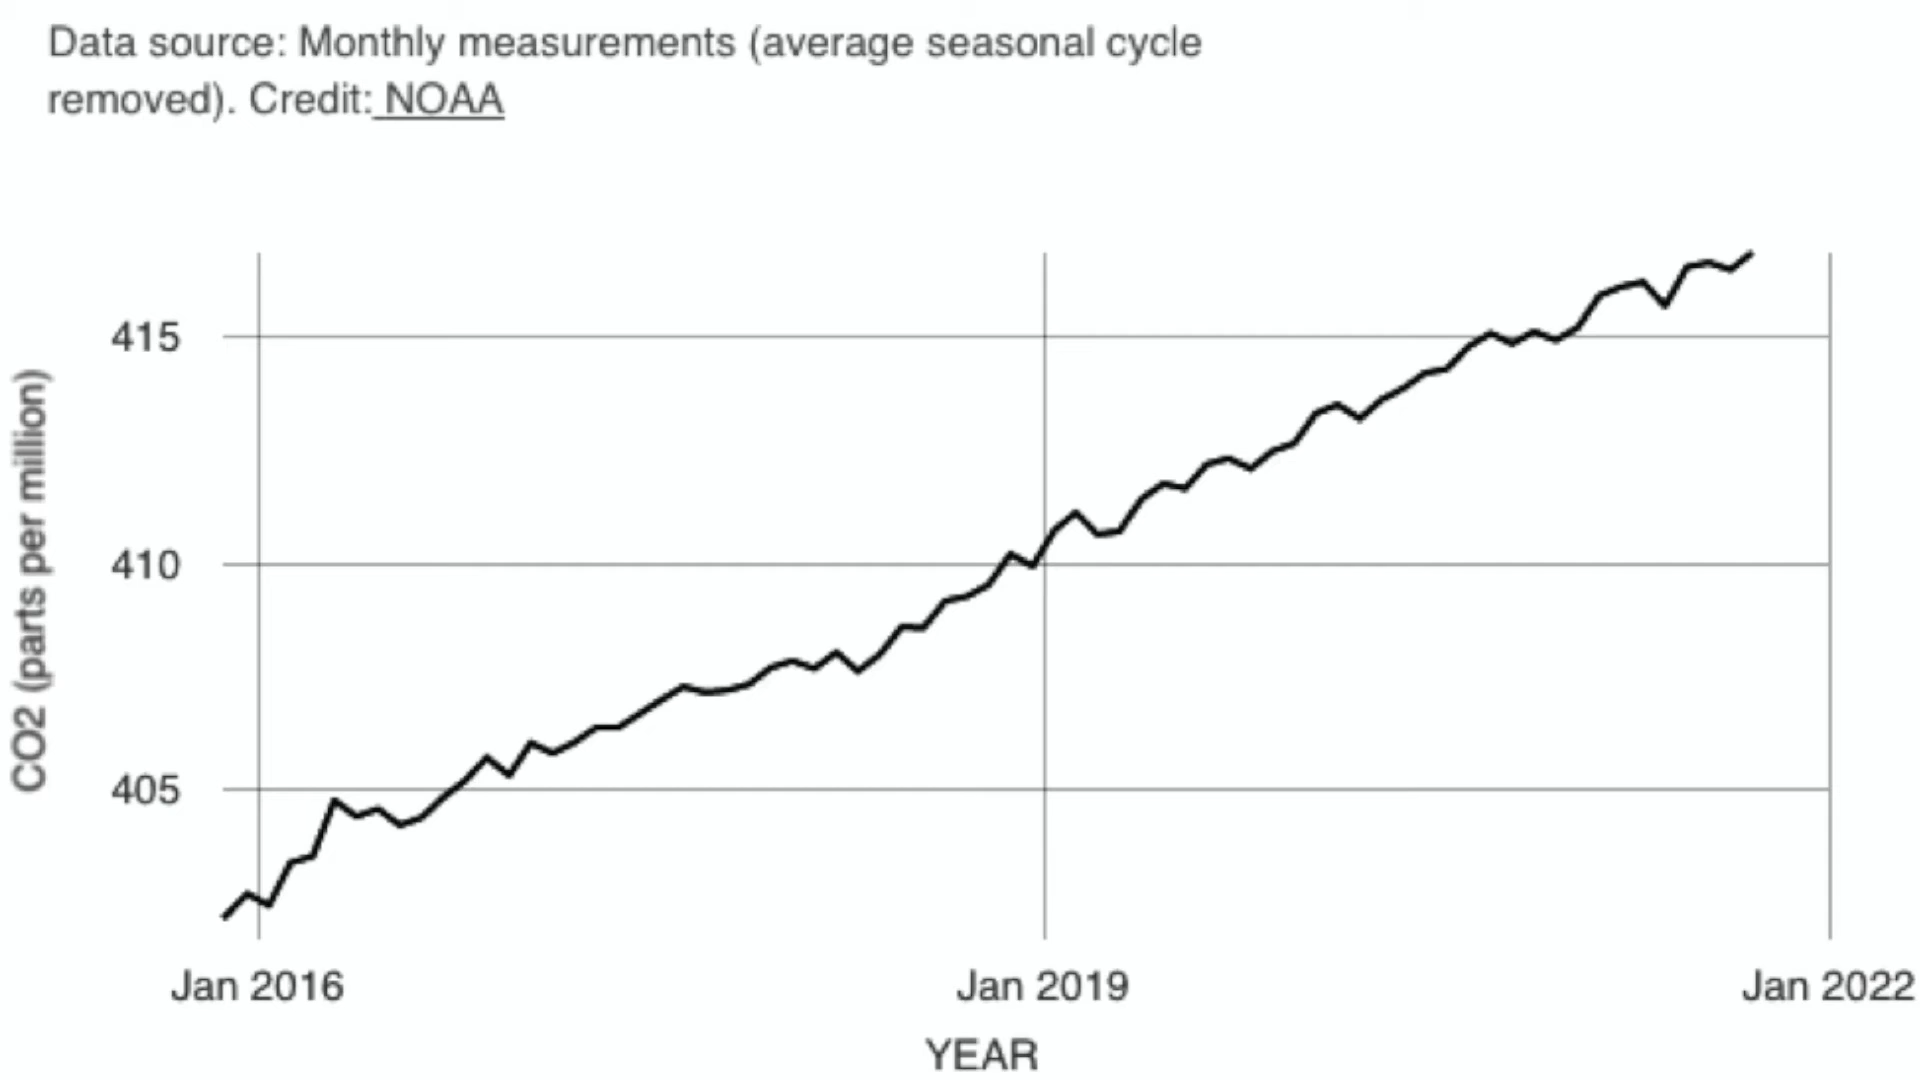 Data source: Monthly measurements (average seasonal cycle
removed). Credit: NOAA
415
410
405
CO2 (parts per million)
Jan 2016
Jan 2019
Jan 2022
YEAR